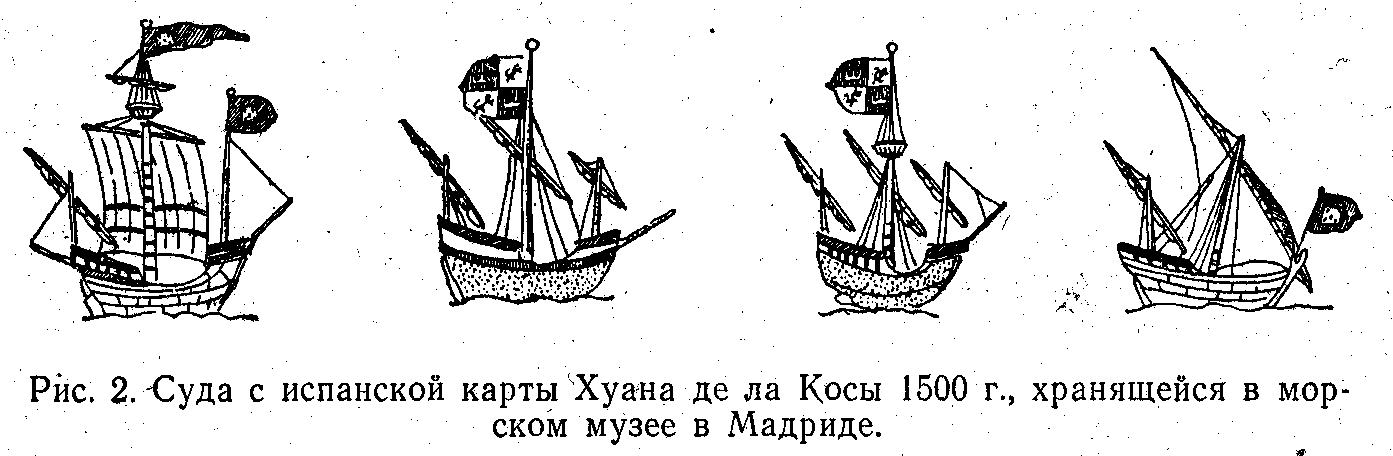 Рис. 2. Суда с испанской карты Хуана де ла Косы 1500 г., хранящейся в мор-
ском музее в Мадриде.